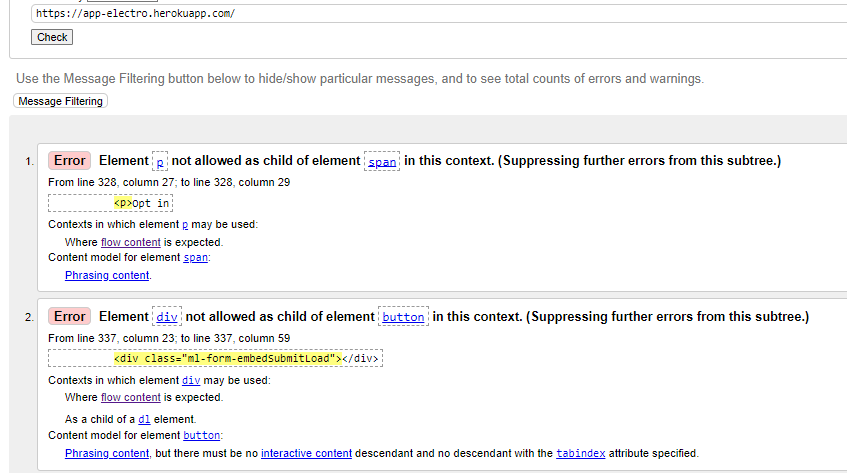 https://app-electro.herokuapp.com/
Check
Use the Message Filtering button below to hide/show particular messages, and to see total counts of errors and warnings.
Message Filtering
1. Error Element p not allowed as child of element span in this context. (Suppressing further errors from this subtree.)
From line 328, column 27; to line 328, column 29
<p>Opt in
Contexts in which element p may be used:
Where flow content is expected.
Content model for element span:
Phrasing content.
2. Error Element div not allowed as child of element button in this context. (Suppressing further errors from this subtree.)
From line 337, column 23; to line 337, column 59
<div class="ml-form-embedSubmitLoad"></div>
Contexts in which element div may be used:
Where flow content is expected.
As a child of a dl element.
Content model for element button:
Phrasing content, but there must be no interactive content descendant and no descendant with the tabindex attribute specified.